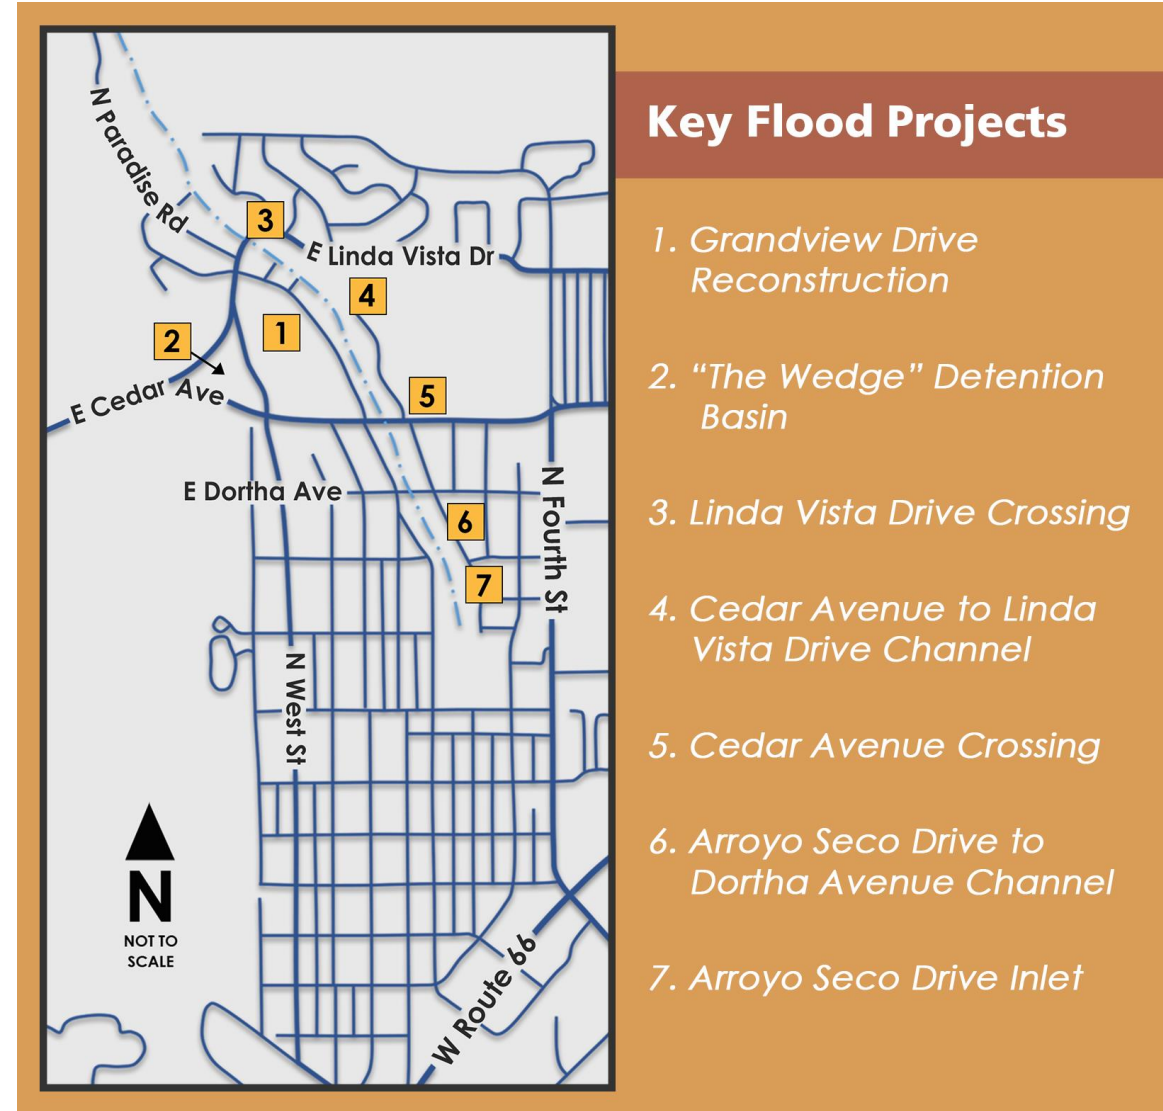 N Paradise Rd
3
E Linda Vista Dr
4
1
2
E Cedar Ave
5
E Dortha Ave
N Fourth St
6
7
N West St
N
NOT TO
SCALE
W Route 66
Key Flood Projects
1. Grandview Drive
Reconstruction
2. “The Wedge” Detention
Basin
3. Linda Vista Drive Crossing
4. Cedar Avenue to Linda
Vista Drive Channel
5. Cedar Avenue Crossing
6. Arroyo Seco Drive to
Dortha Avenue Channel
7. Arroyo Seco Drive Inlet